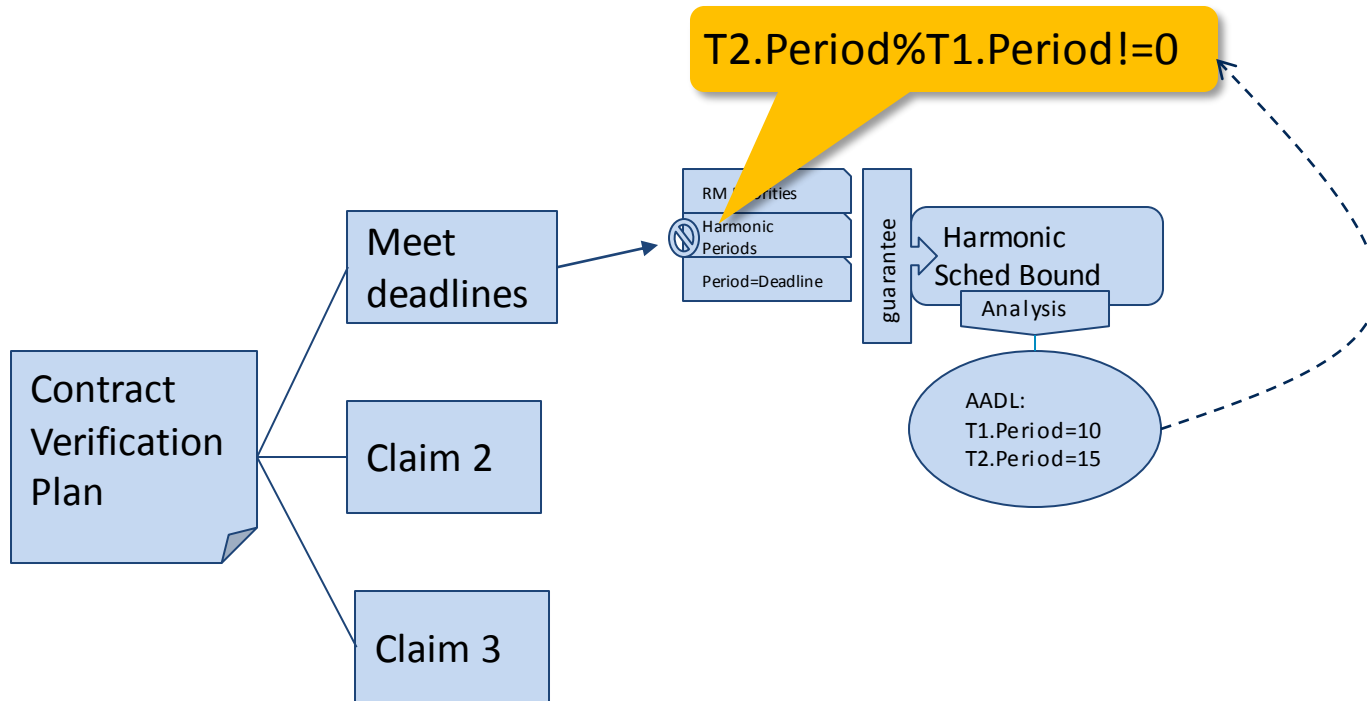 T2.Period%T1.Period!=0
RM
Harmonic
Periods
Period=Deadline
guarantee
Harmonic
Sched Bound
Analysis
AADL:
T1.Period=10
T2.Period=15
Meet
deadlines
Contract
Verification
Plan
Claim 2
Claim 3